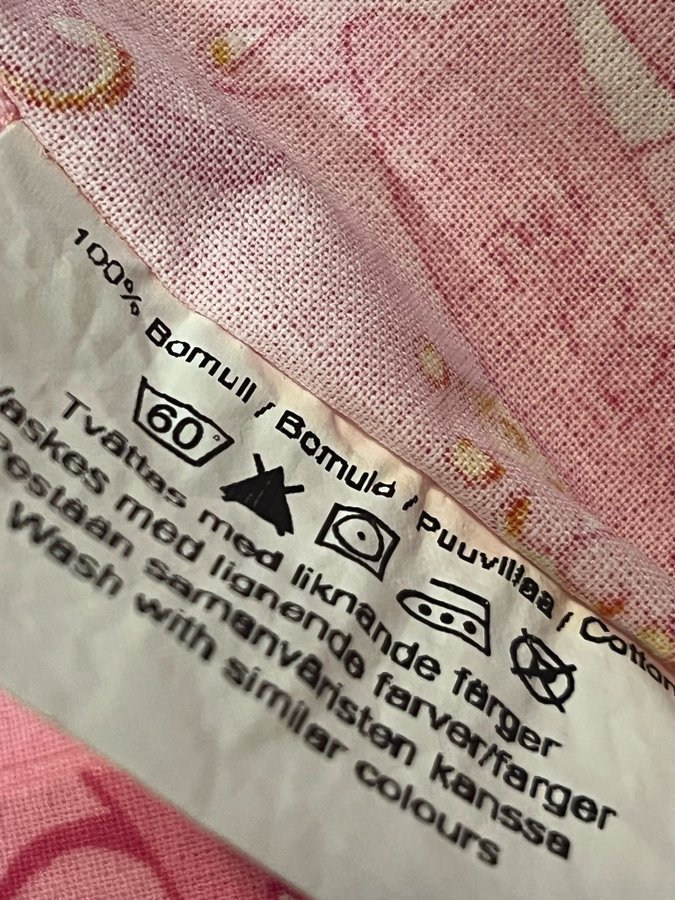 100% Bomull / Bomuld / Puuvillaa / Cotton
60°
P
Tvättas med liknande färger
Vaskes med lignende farver/farger
Pestään samanväristen kanssa
Wash with similar colours